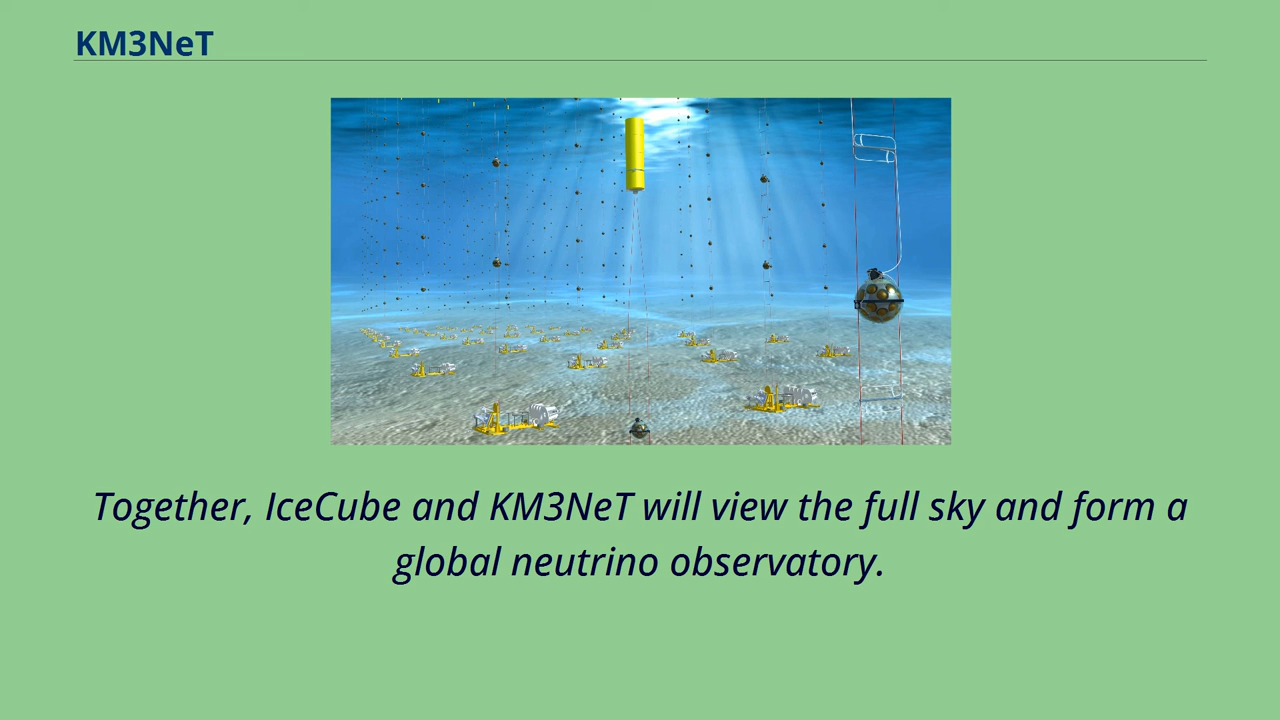 KM3NeT
Together, IceCube and KM3NeT will view the full sky and form a
global neutrino observatory.